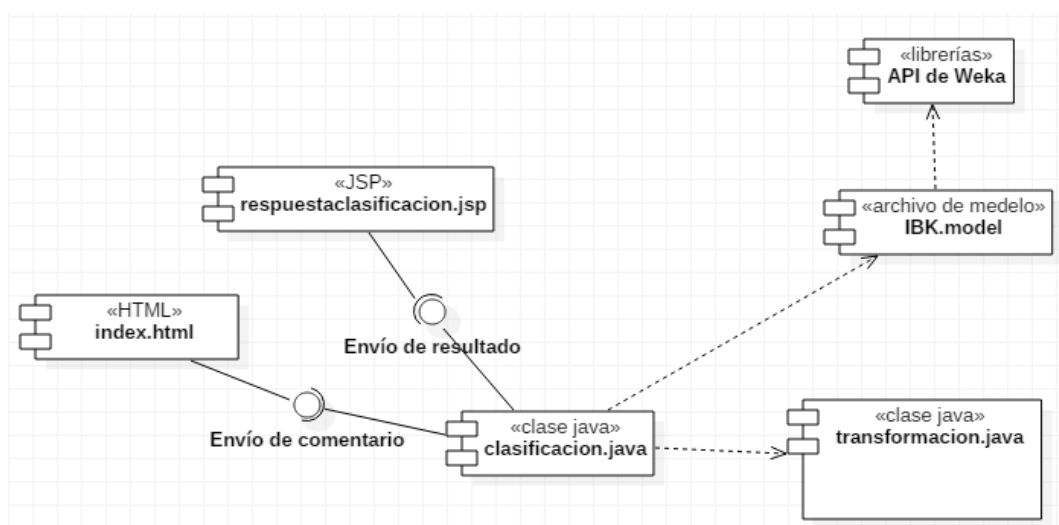 «librerías»
API de Weka
«JSP»
respuestaclasificacion.jsp
«archivo de medelo»
IBK.model
«HTML»
index.html
Envío de resultado
Envío de comentario
«clase java»
clasificacion.java
«clase java»
transformacion.java